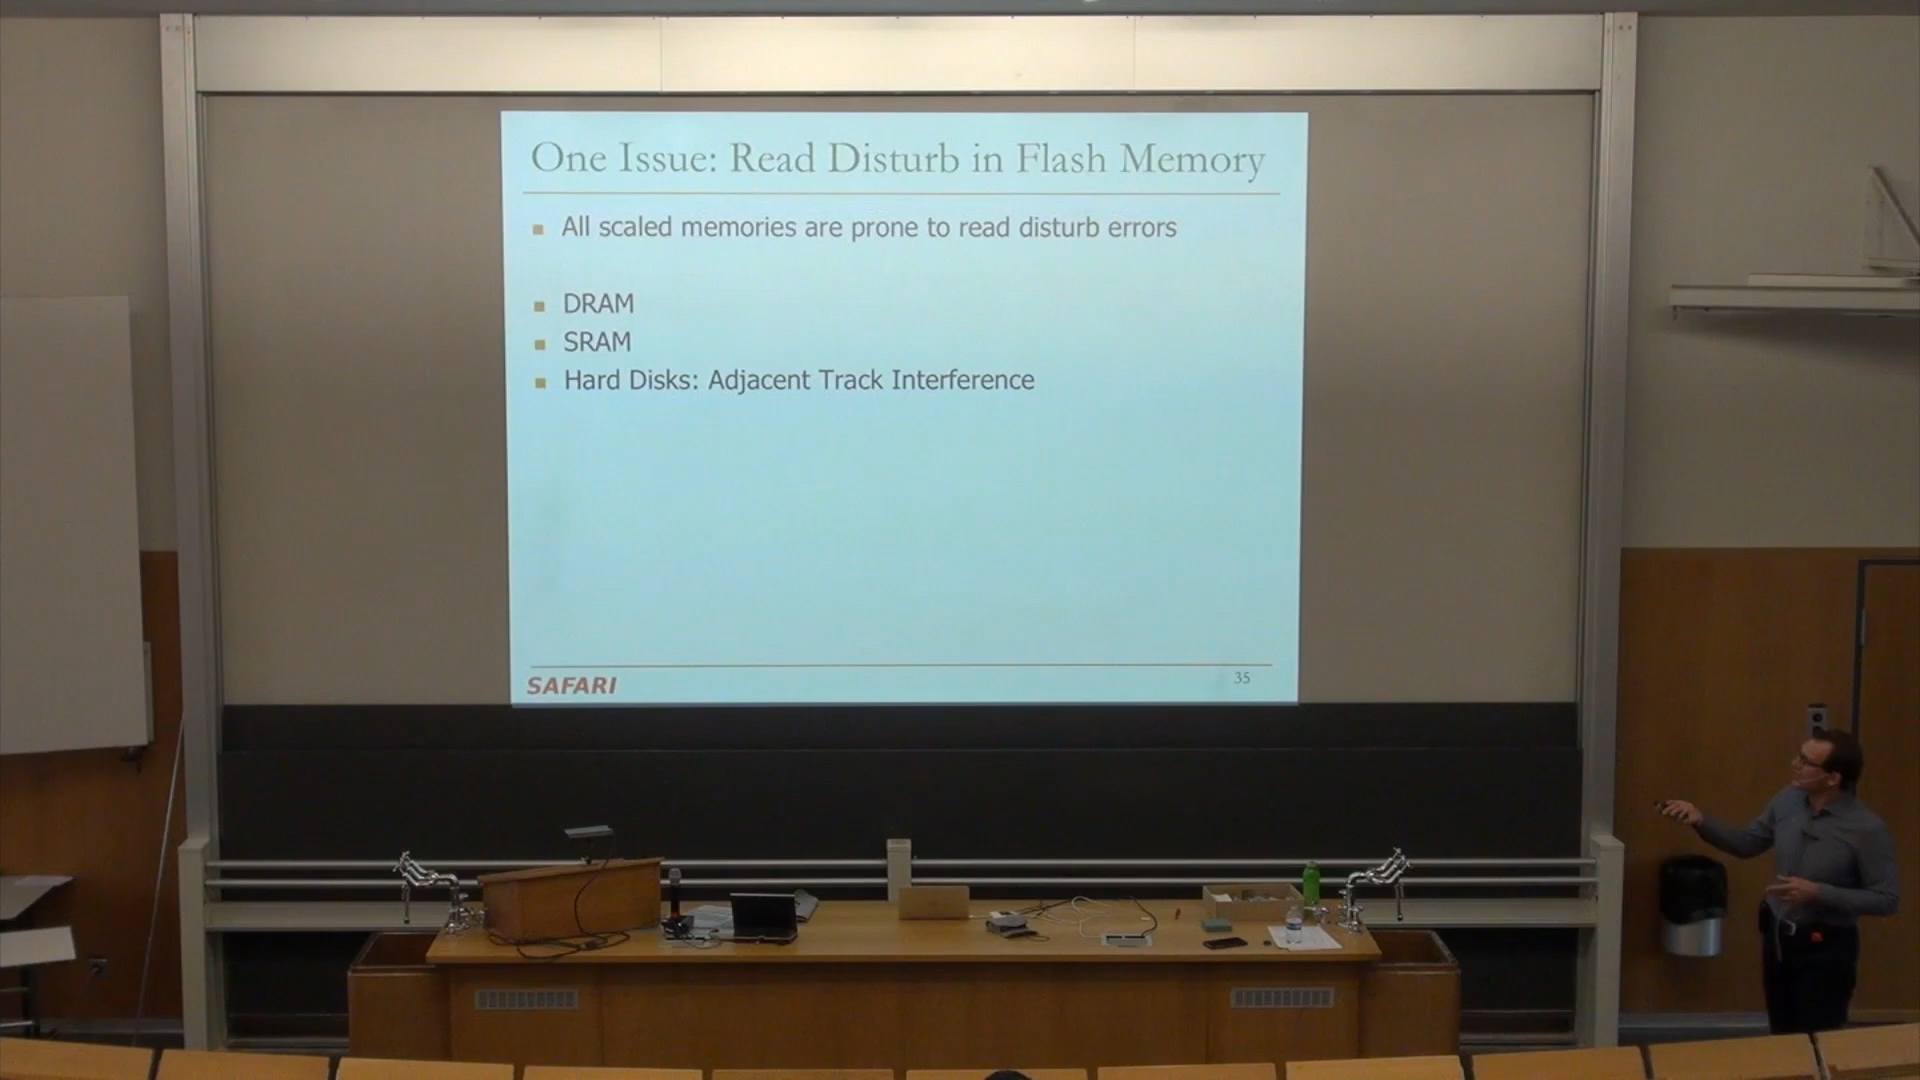 One Issue: Read Disturb in Flash Memory
All scaled memories are prone to read disturb errors
DRAM
SRAM
Hard Disks: Adjacent Track Interference
SAFARI
35